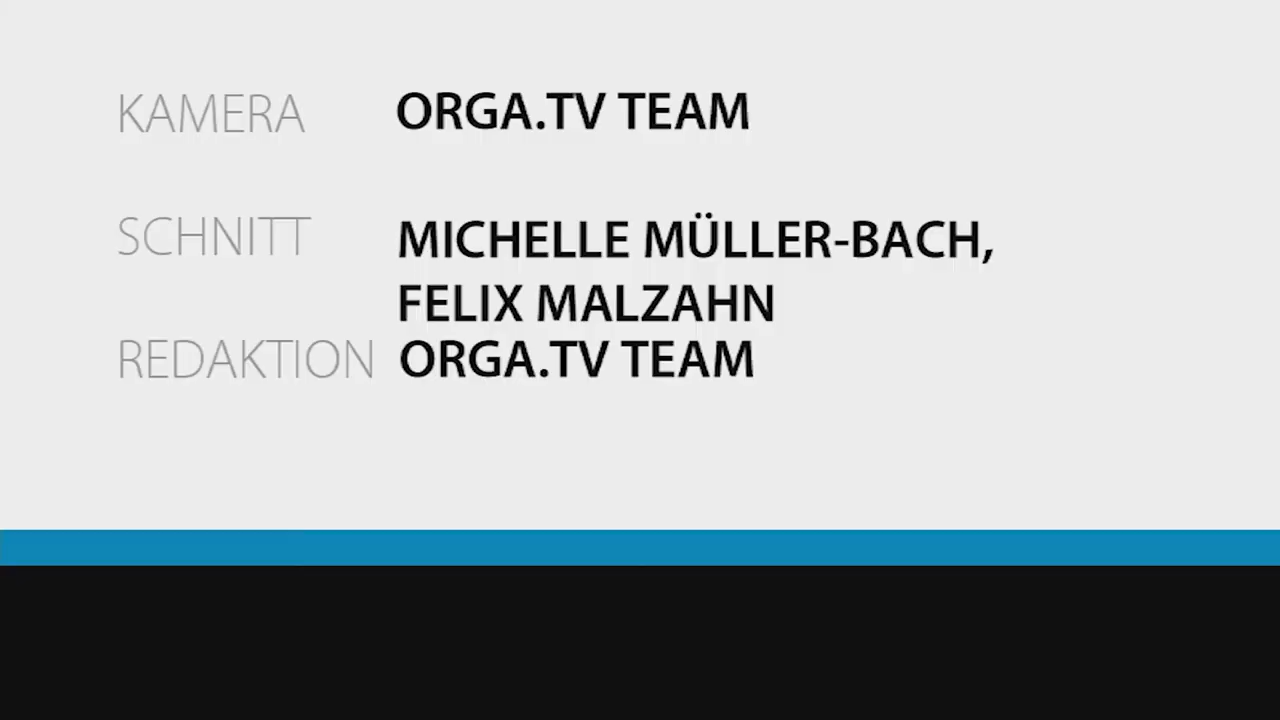 KAMERA ORGA.TV TEAM
SCHNITT MICHELLE MÜLLER-BACH,
FELIX MALZAHN
REDAKTION ORGA.TV TEAM